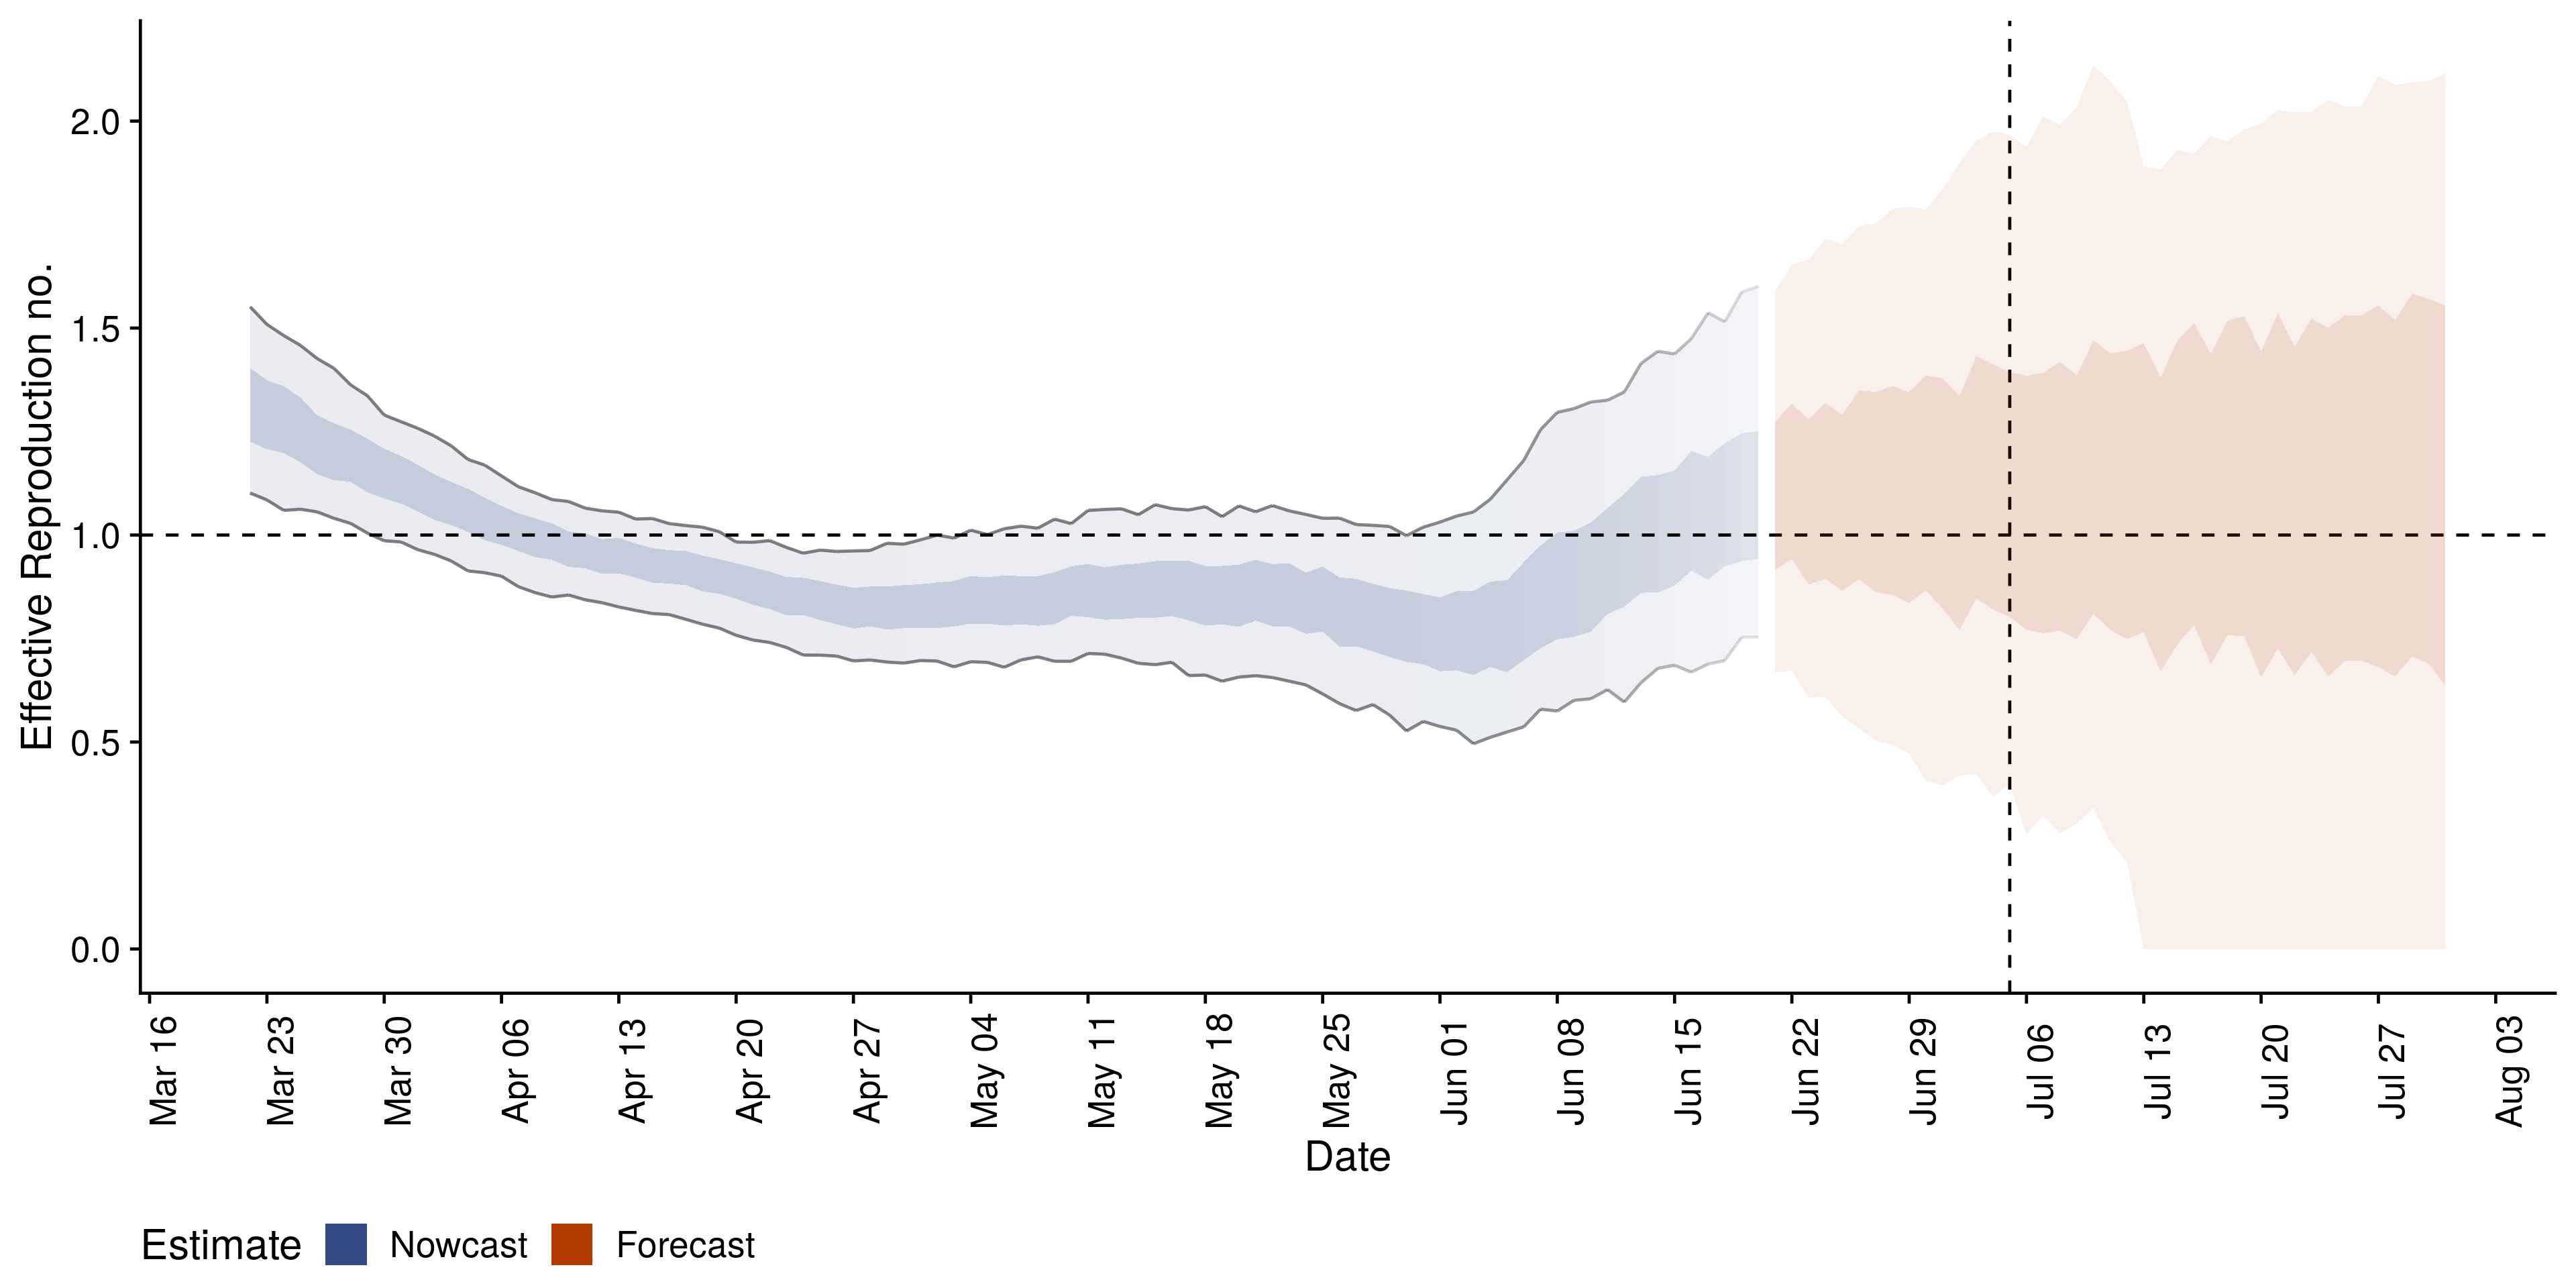 Effective Reproduction no.
2.0
1.5
1.0
0.5
0.0
Mar 16
Mar 23
Mar 30
Apr 06
Apr 13
Apr 20
Apr 27
May 04
May 11
May 18
May 25
Jun 01
Jun 08
Jun 15
Jun 22
Jun 29
Jul 06
Jul 13
Jul 20
Jul 27
Aug 03
Date
Estimate Nowcast Forecast